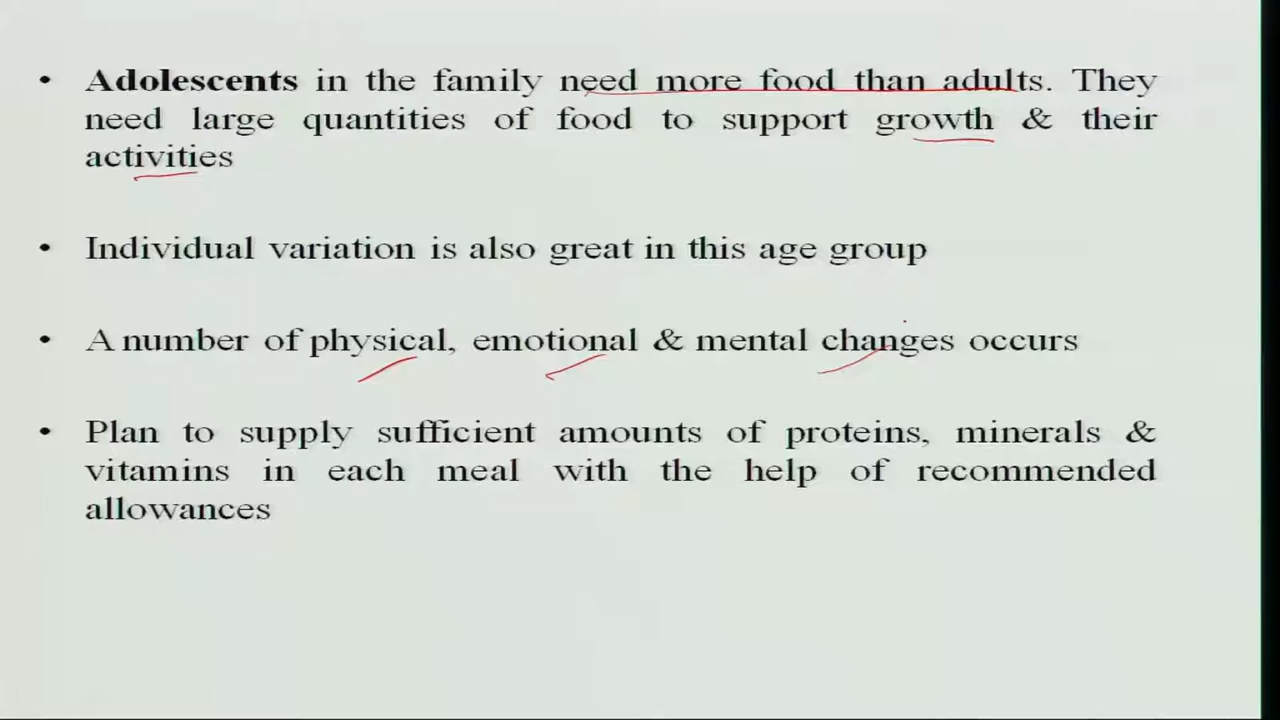 • Adolescents in the family need more food than adults. They
need large quantities of food to support growth & their
activities
• Individual variation is also great in this age group
• A number of physical, emotional & mental changes occurs
• Plan to supply sufficient amounts of proteins, minerals &
vitamins in each meal with the help of recommended
allowances